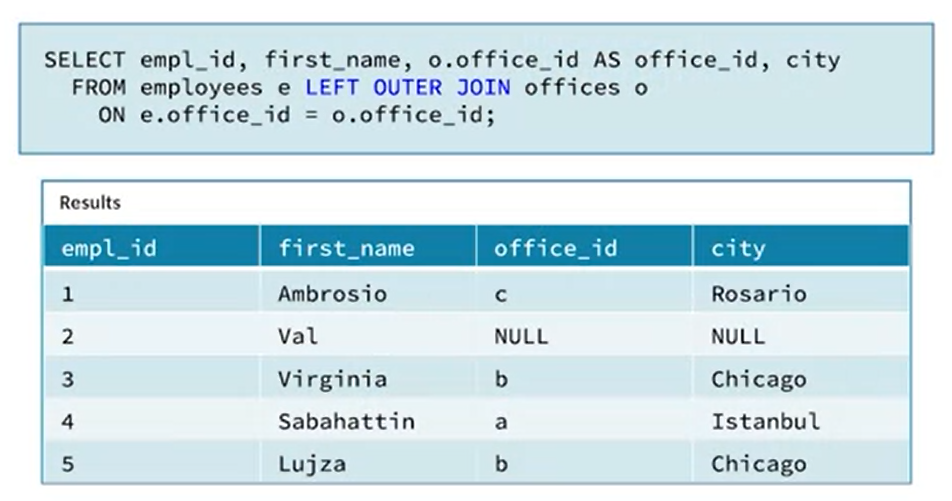 SELECT empl_id, first_name, o.office_id AS office_id, city
FROM employees e LEFT OUTER JOIN offices o
ON e.office_id = o.office_id;
Results
empl_id first_name office_id city
1 Ambrosio c Rosario
2 Val NULL NULL
3 Virginia b Chicago
4 Sabahattin a Istanbul
5 Lujza b Chicago